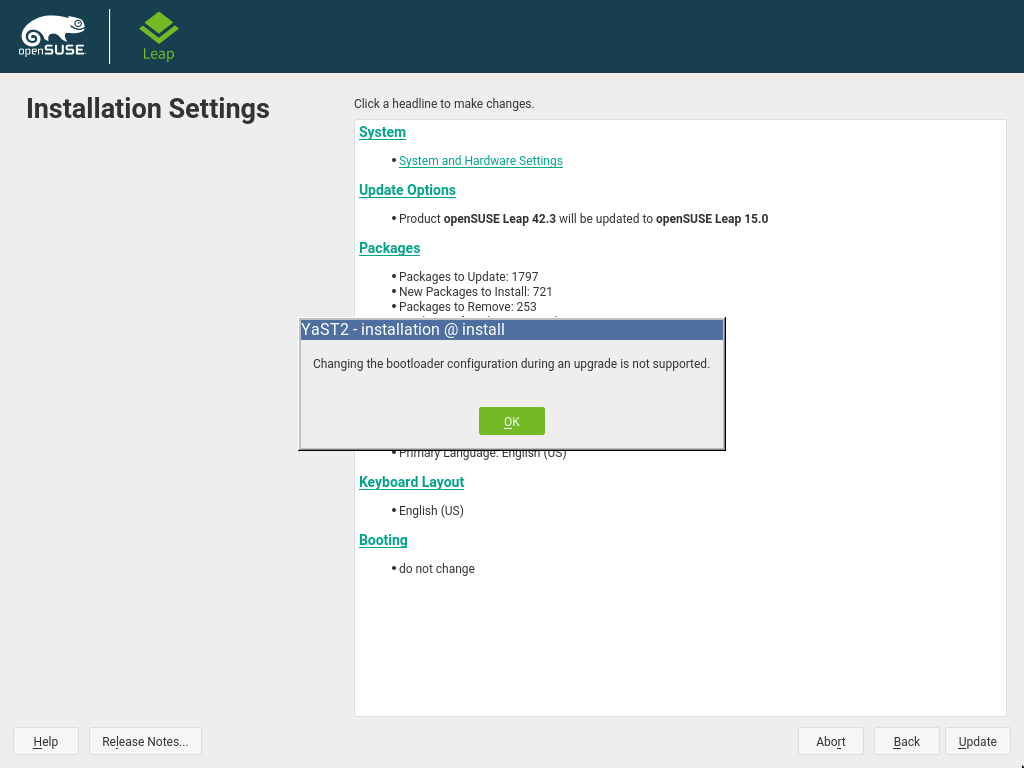 openSUSE
Leap
Installation Settings
Click a headline to make changes.
System
• System and Hardware Settings
Update Options
• Product openSUSE Leap 42.3 will be updated to openSUSE Leap 15.0
Packages
• Packages to Update: 1797
• New Packages to Install: 721
• Packages to Remove: 253
YaST2 - installation @ install
Changing the bootloader configuration during an upgrade is not supported.
OK
• Primary Language: English (US)
Keyboard Layout
• English (US)
Booting
• do not change
Help
Release Notes...
Abort
Back
Update